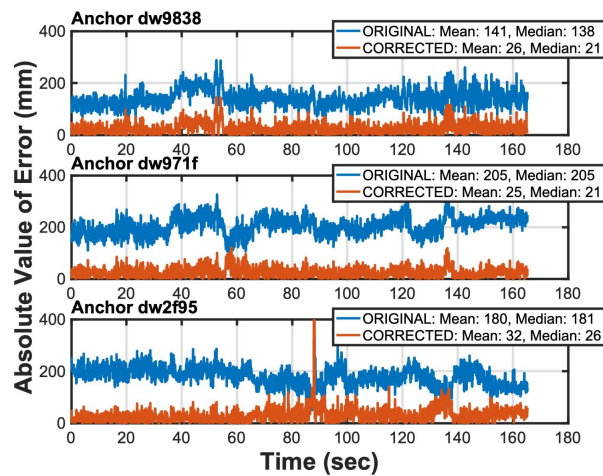 Anchor dw9838
ORIGINAL: Mean: 141, Median: 138
CORRECTED: Mean: 26, Median: 21
400
200
0
0 20 40 60 80 100 120 140 160 180
Anchor dw971f
ORIGINAL: Mean: 205, Median: 205
CORRECTED: Mean: 25, Median: 21
400
200
0
0 20 40 60 80 100 120 140 160 180
Anchor dw2f95
ORIGINAL: Mean: 180, Median: 181
CORRECTED: Mean: 32, Median: 26
400
200
0
0 20 40 60 80 100 120 140 160 180
Absolute Value of Error (mm)
Time (sec)